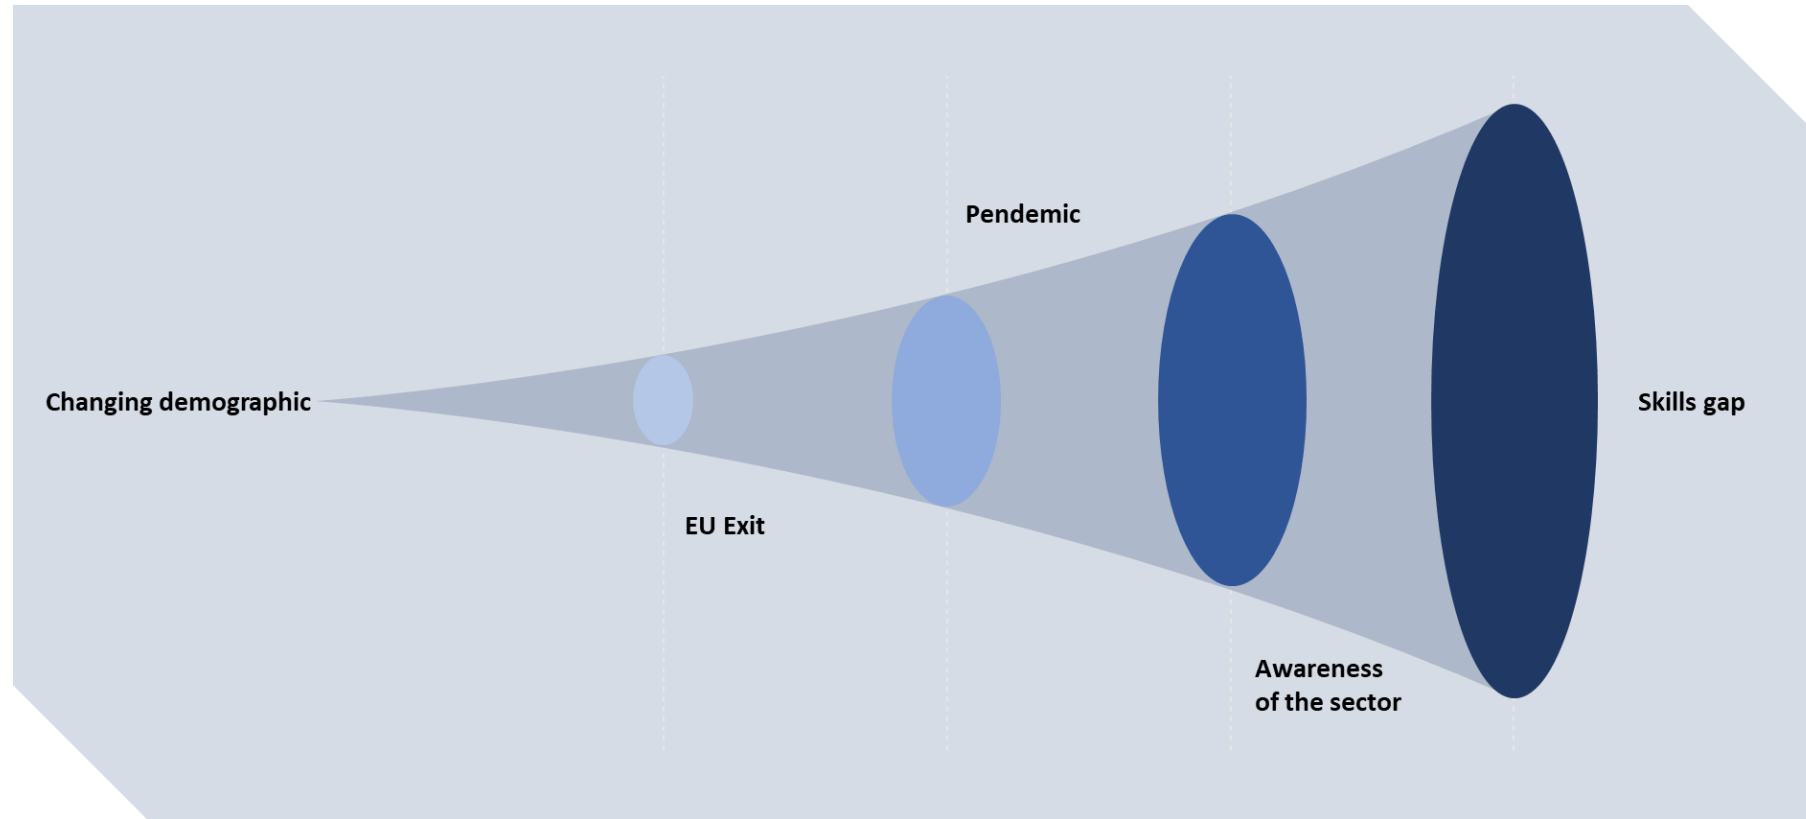 Changing demographic
EU Exit
Pendemic
Awareness
of the sector
Skills gap